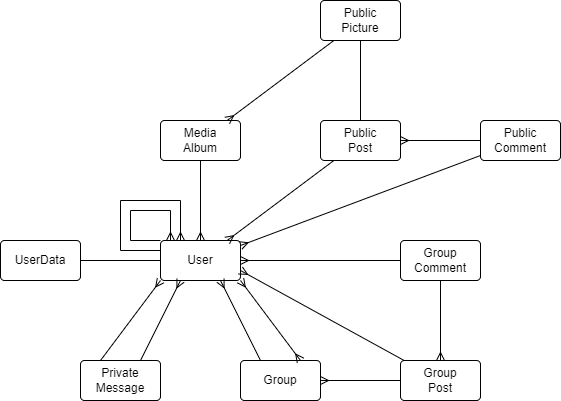 Public
Picture
Media
Album
Public
Post
Public
Comment
UserData
User
Group
Comment
Private
Message
Group
Group
Post